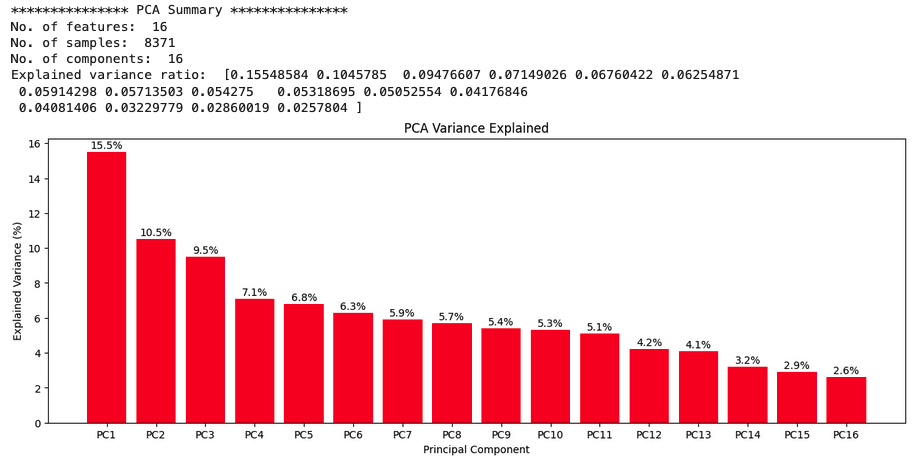 *************** PCA Summary ***************
No. of features:  16
No. of samples:  8371
No. of components:  16
Explained variance ratio:  [0.15548584 0.1045785  0.09476607 0.07149026 0.06760422 0.06254871
 0.05914298 0.05713503 0.054275   0.05318695 0.05052554 0.04176846
 0.04081406 0.03229779 0.02860019 0.0257804 ]
PCA Variance Explained
Explained Variance (%)
16
14
12
10
8
6
4
2
0
15.5%
10.5%
9.5%
7.1%
6.8%
6.3%
5.9%
5.7%
5.4%
5.3%
5.1%
4.2%
4.1%
3.2%
2.9%
2.6%
PC1 PC2 PC3 PC4 PC5 PC6 PC7 PC8 PC9 PC10 PC11 PC12 PC13 PC14 PC15 PC16
Principal Component